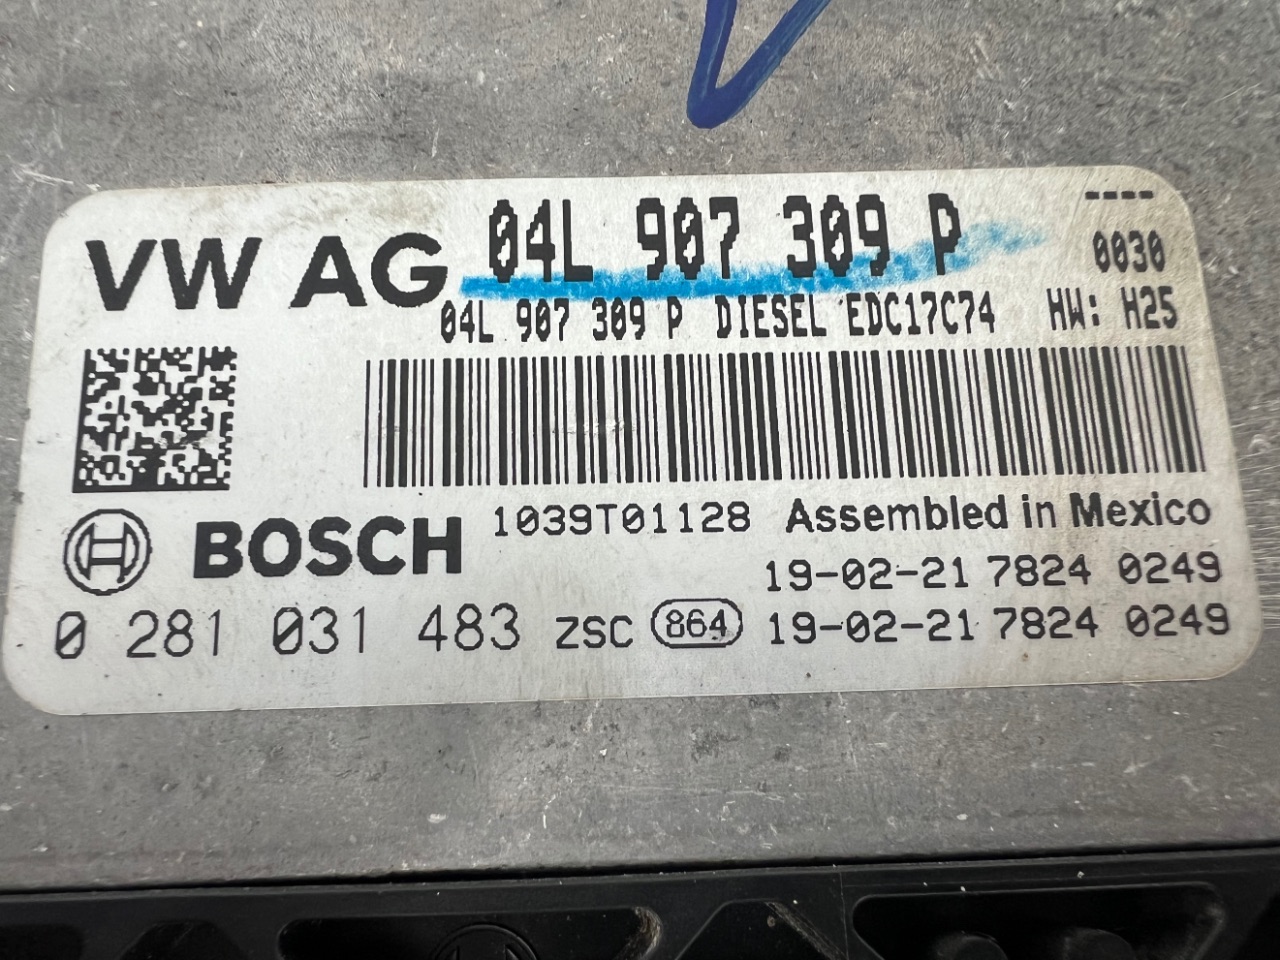 VW AG 04L 907 309 P ----
0030
04L 907 309 P DIESEL EDC17C74 HW: H25
BOSCH 1039T01128 Assembled in Mexico
19-02-21 7824 0249
0 281 031 483 ZSC 864 19-02-21 7824 0249